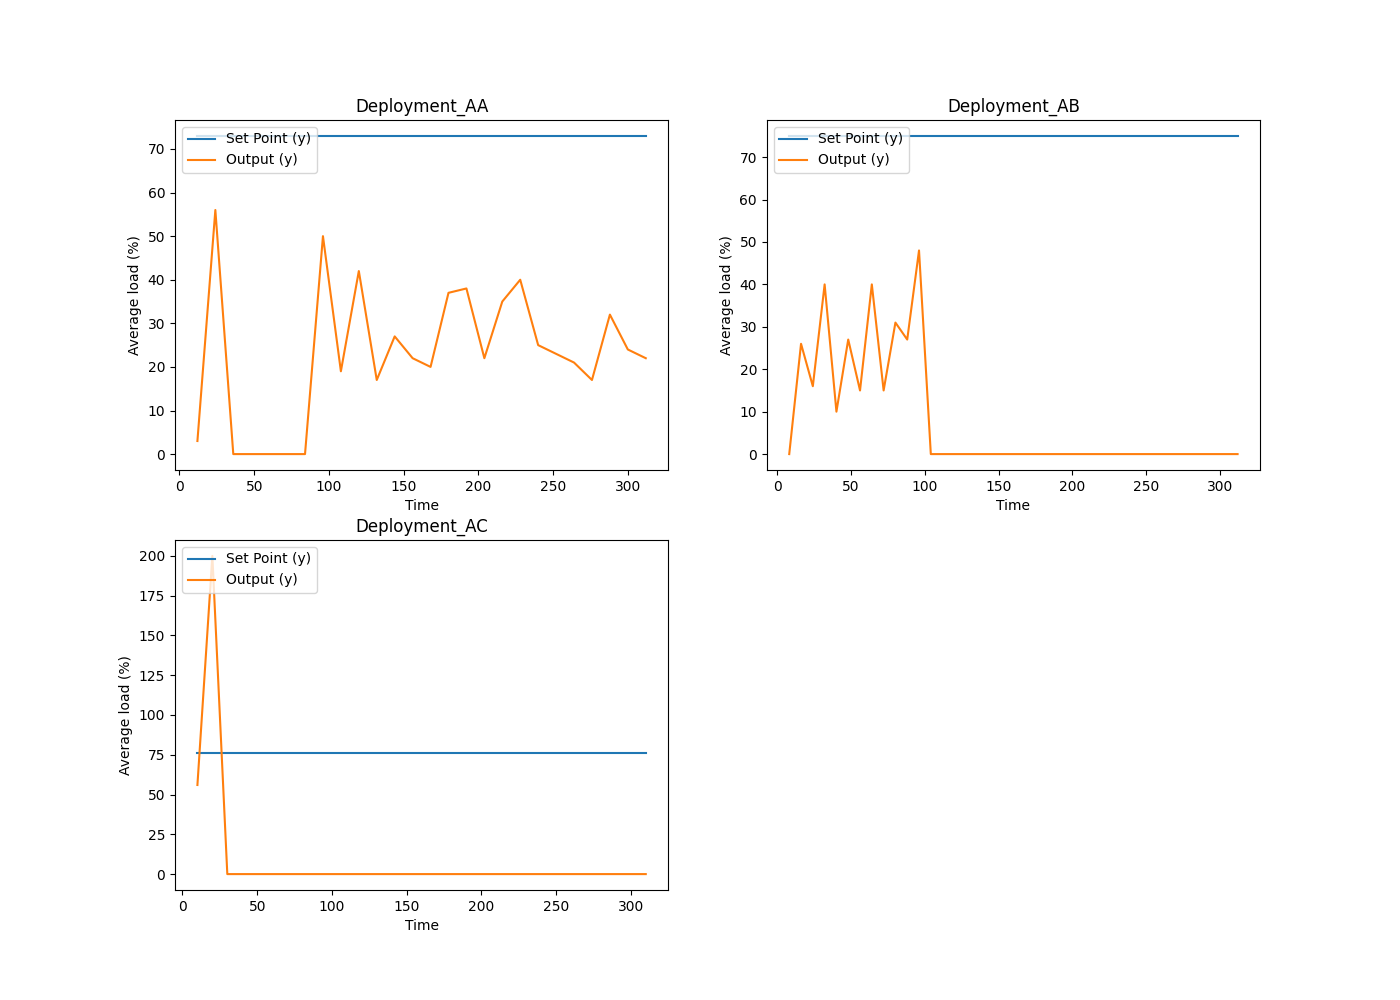 Deployment_AA
Set Point (y)
Output (y)
Average load (%)
70
60
50
40
30
20
10
0
0 50 100 150 200 250 300
Time
Deployment_AB
Set Point (y)
Output (y)
Average load (%)
70
60
50
40
30
20
10
0
0 50 100 150 200 250 300
Time
Deployment_AC
Set Point (y)
Output (y)
Average load (%)
200
175
150
125
100
75
50
25
0
0 50 100 150 200 250 300
Time